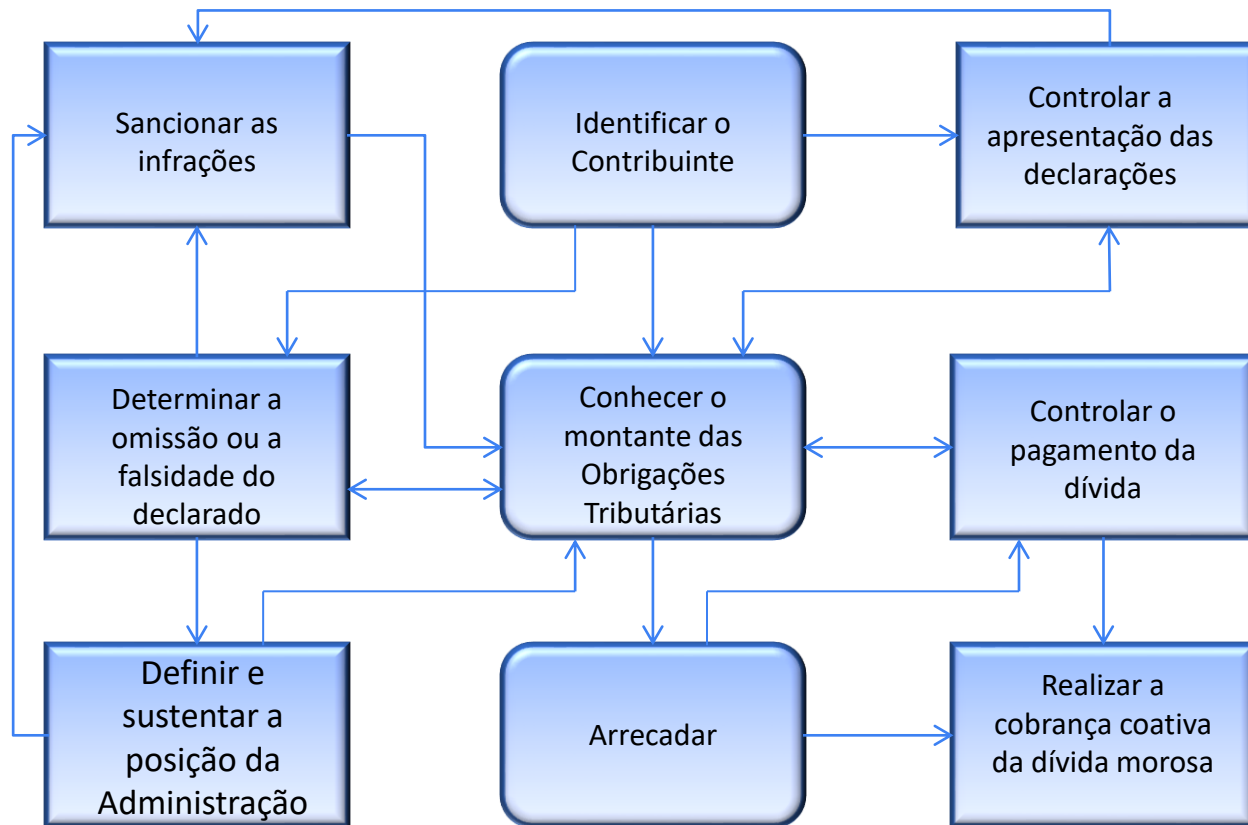 Sancionar as
infrações
Identificar o
Contribuinte
Controlar a
apresentação das
declarações
Determinar a
omissão ou a
falsidade do
declarado
Conhecer o
montante das
Obrigações
Tributárias
Controlar o
pagamento da
dívida
Definir e
sustentar a
posição da
Administração
Arrecadar
Realizar a
cobrança coativa
da dívida morosa